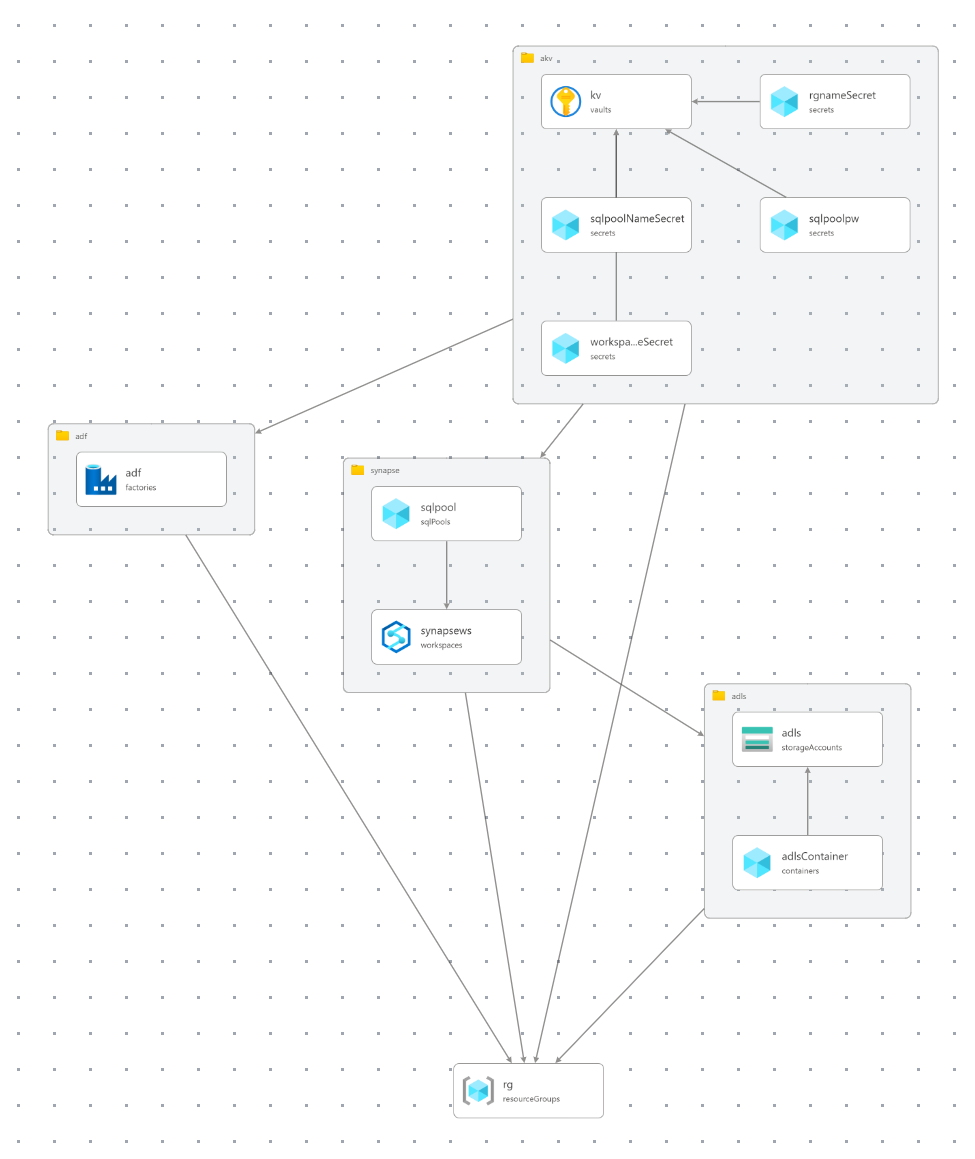 akv
kv
vaults
rgnameSecret
secrets
sqlpoolNameSecret
secrets
sqlpoolpw
secrets
workspa...eSecret
secrets
adf
adf
factories
synapse
sqlpool
sqlPools
synapsews
workspaces
adls
adls
storageAccounts
adlsContainer
containers
rg
resourceGroups